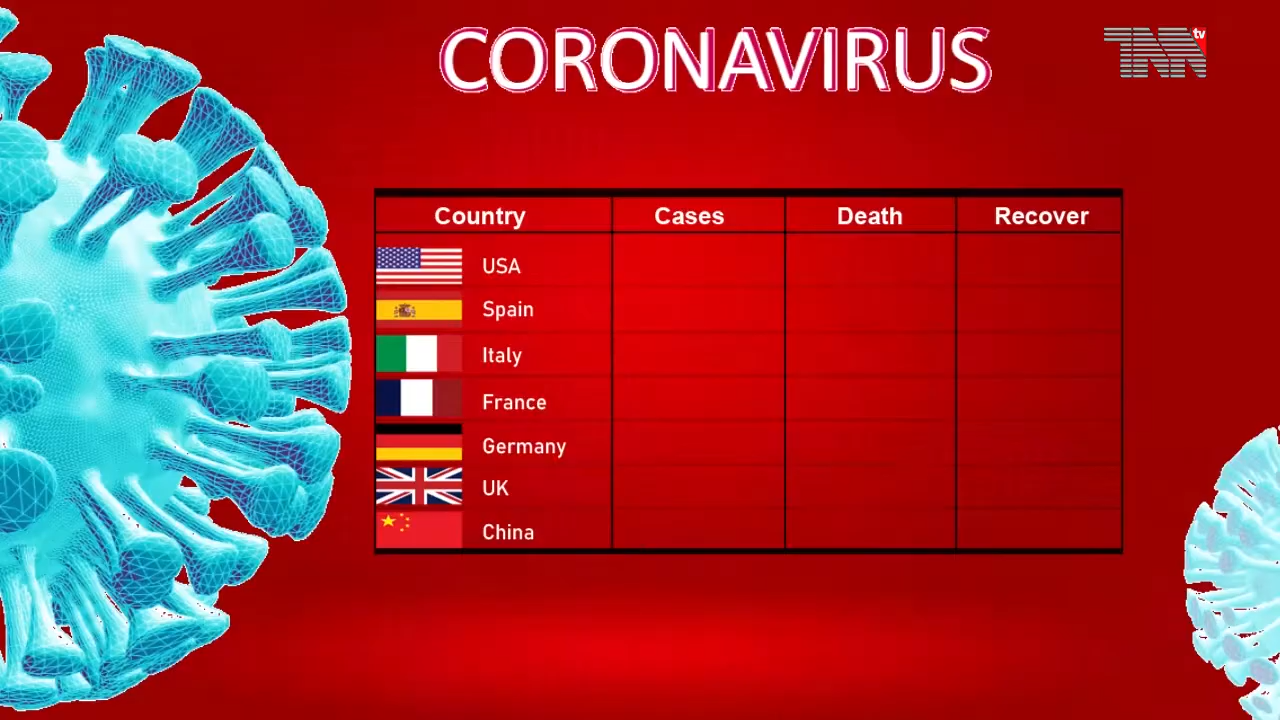 CORONAVIRUS
TNN tv
Country Cases Death Recover
USA
Spain
Italy
France
Germany
UK
China